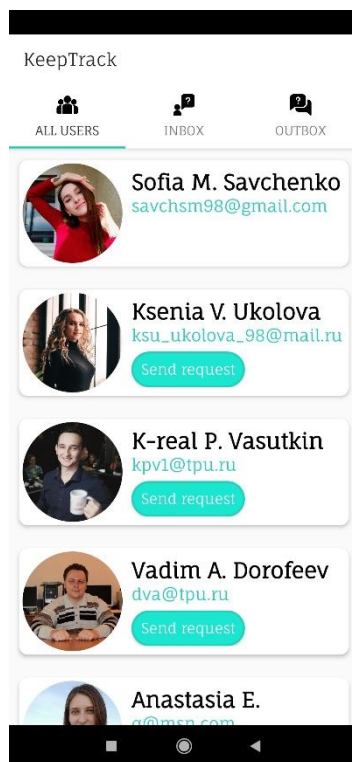 KeepTrack
ALL USERS INBOX OUTBOX
Sofia M. Savchenko
savchsm98@gmail.com
Ksenia V. Ukolova
ksu_ukolova_98@mail.ru
Send request
K-real P. Vasutkin
kpv1@tpu.ru
Send request
Vadim A. Dorofeev
dva@tpu.ru
Send request
Anastasia E.